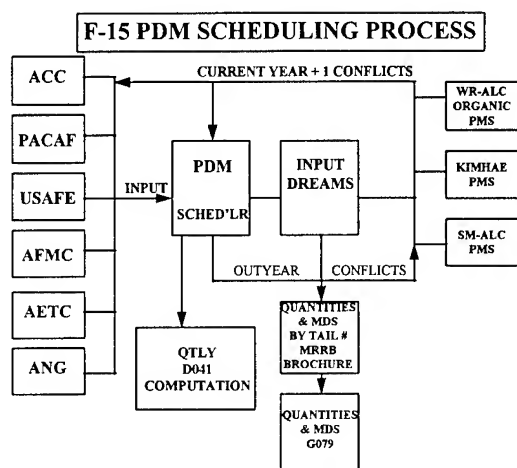 F-15 PDM SCHEDULING PROCESS
ACC
PACAF
USAFE
AFMC
AETC
ANG
CURRENT YEAR + 1 CONFLICTS
INPUT
PDM
SCHED'LR
INPUT
DREAMS
WR-ALC
ORGANIC
PMS
KIMHAE
PMS
SM-ALC
PMS
OUTYEAR CONFLICTS
QTLY
D041
COMPUTATION
QUANTITIES
& MDS
BY TAIL #
MRRB
BROCHURE
QUANTITIES
& MDS
G079